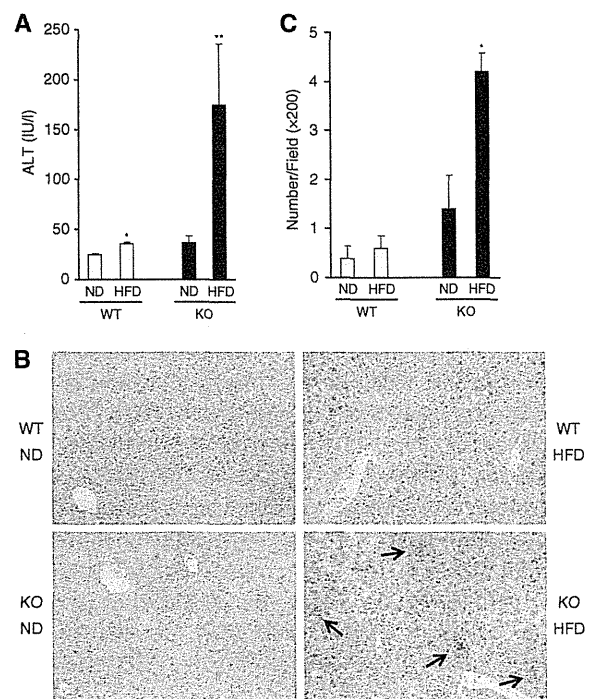 A
250
200
150
100
50
0
ALT (IU/l)
*
**
ND HFD ND HFD
WT KO
C
5
4
3
2
1
0
Number/Field (x200)
*
ND HFD ND HFD
WT KO
B
WT
ND
WT
HFD
KO
ND
KO
HFD